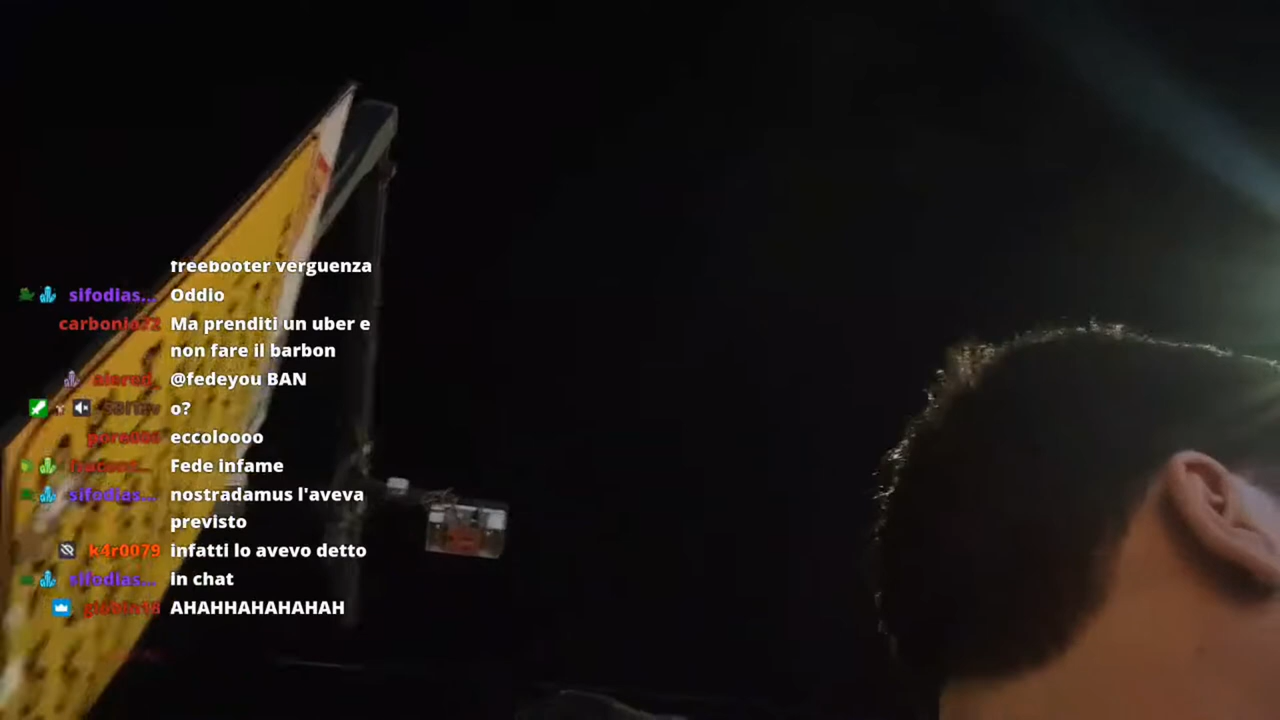 freebooter verguenza
sifodias... Oddio
carbonio22 Ma prenditi un uber e
non fare il barbon
@fedeyou BAN
o?
eccoloooo
Fede infame
sifodias... nostradamus l'aveva
previsto
k4r0079 infatti lo avevo detto
sifodias... in chat
AHAHHAHAHAHAH